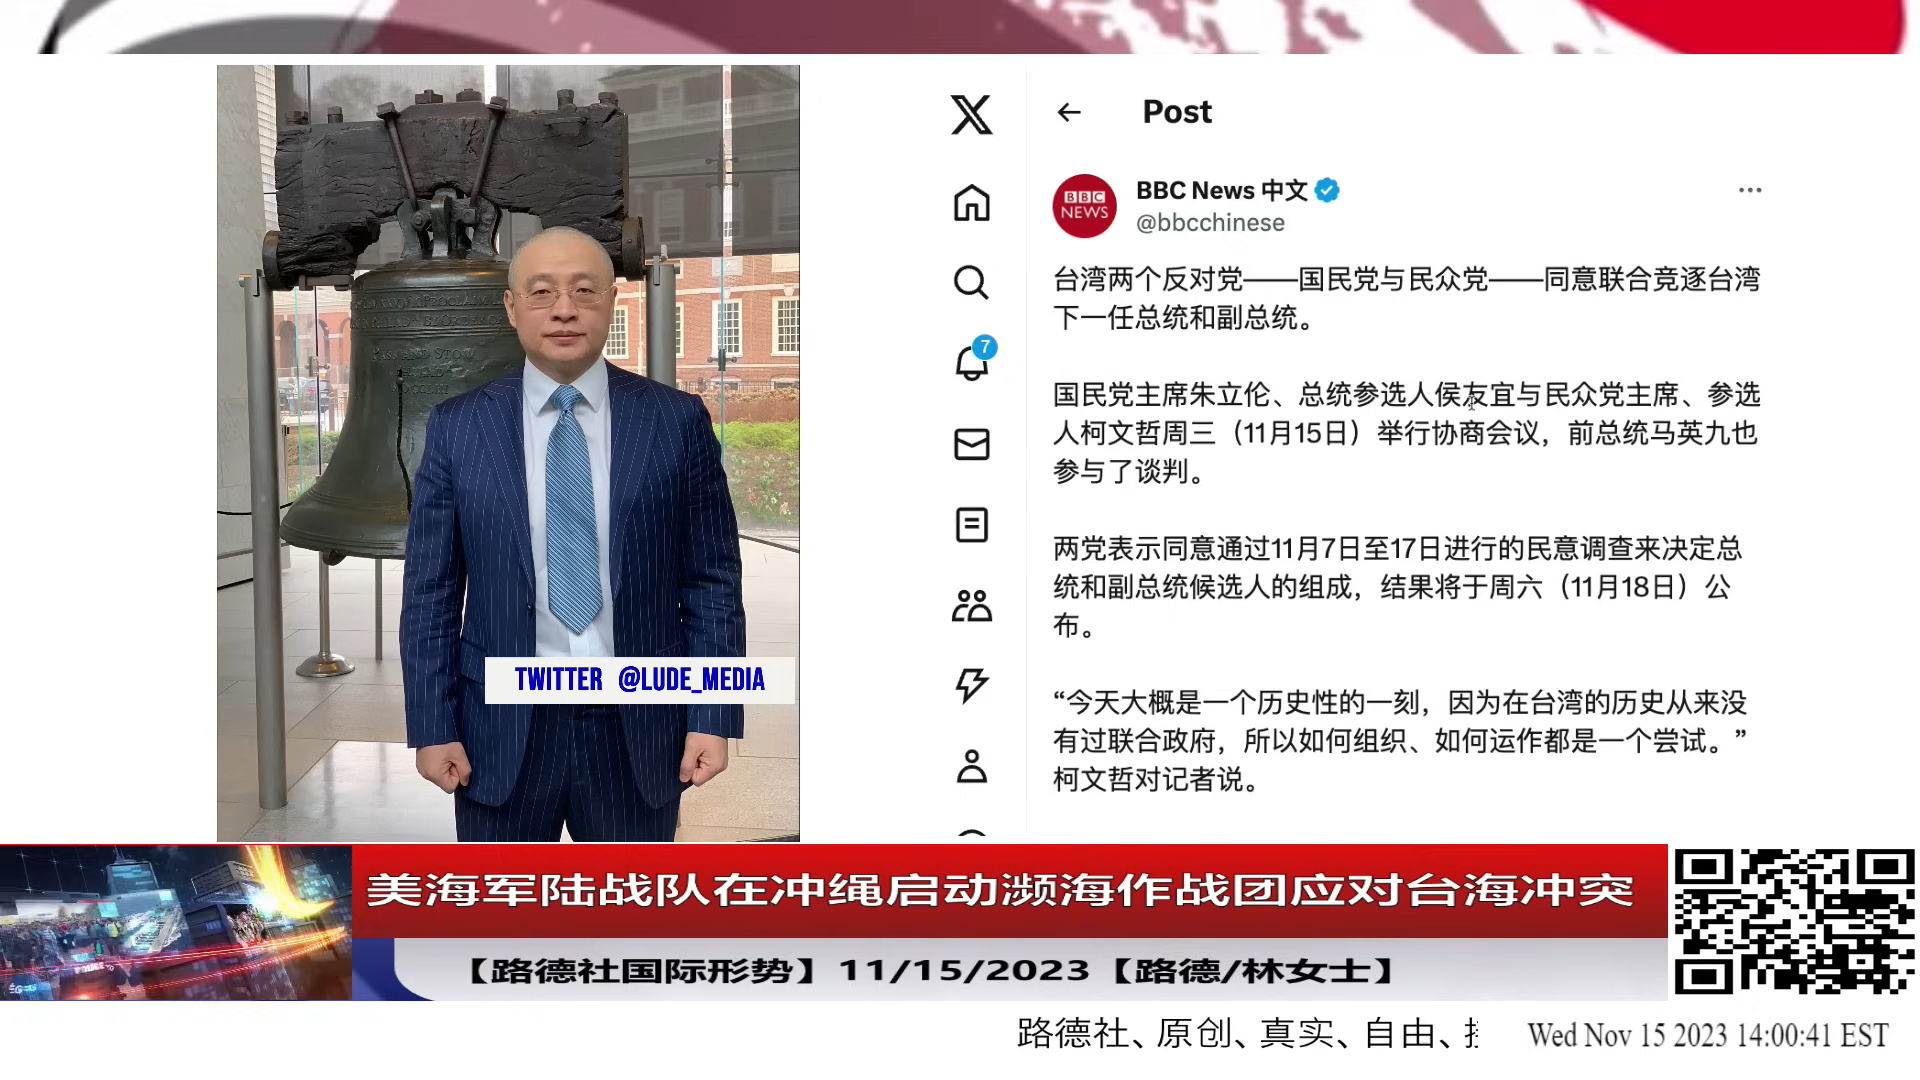 Post
BBC
NEWS
BBC News 中文
@bbcchinese
台湾两个反对党——国民党与民众党——同意联合竞逐台湾
下一任总统和副总统。
7
国民党主席朱立伦、总统参选人侯友宜与民众党主席、参选
人柯文哲周三（11月15日）举行协商会议，前总统马英九也
参与了谈判。
两党表示同意通过11月7日至17日进行的民意调查来决定总
统和副总统候选人的组成，结果将于周六（11月18日）公
布。
“今天大概是一个历史性的一刻，因为在台湾的历史从来没
有过联合政府，所以如何组织、如何运作都是一个尝试。”
柯文哲对记者说。
PASS AND STOW
TWITTER @LUDE_MEDIA
美海军陆战队在冲绳启动濒海作战团应对台海冲突
【路德社国际形势】11/15/2023【路德/林女士】
路德社、原创、真实、自由、
Wed Nov 15 2023 14:00:41 EST